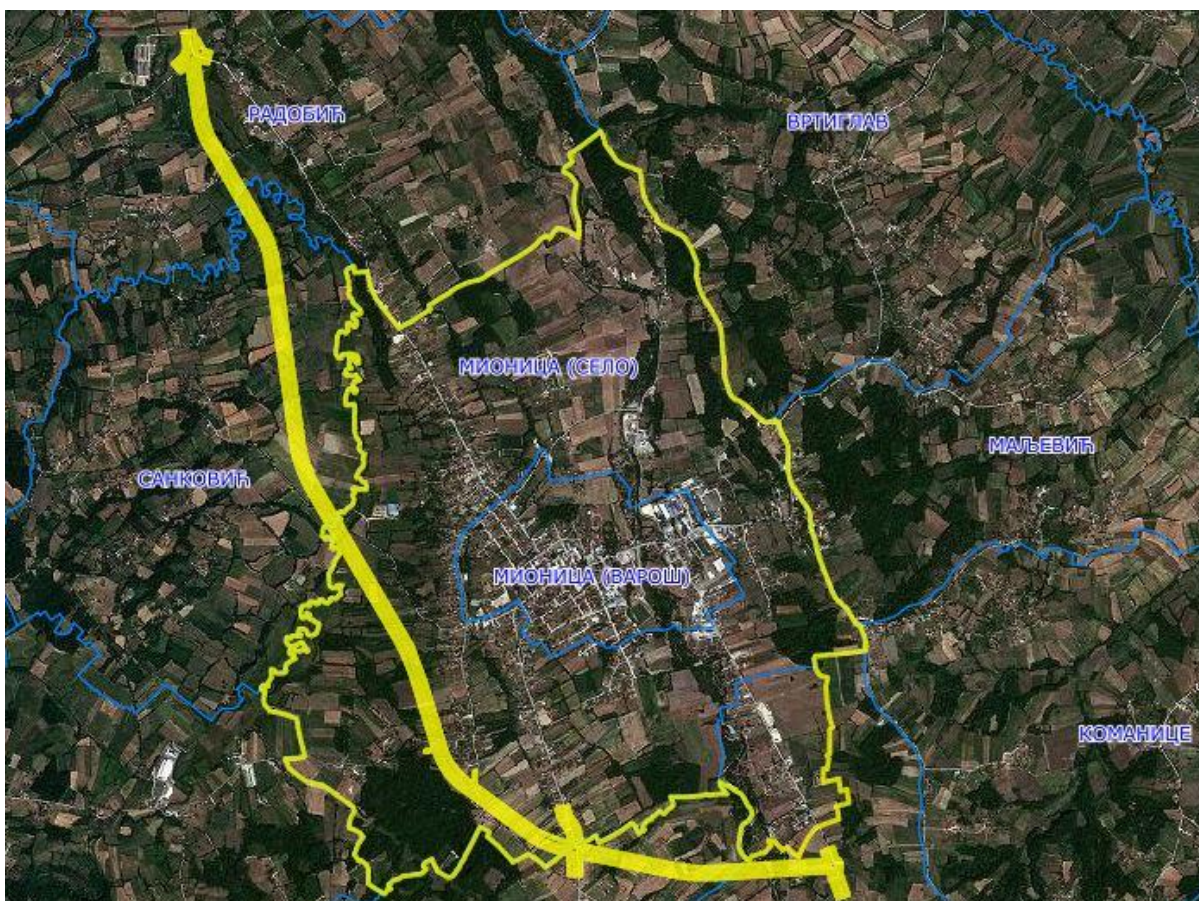 РАДОБИЋ
ВРТИГЛАВ
МИОНИЦА (СЕЛО)
МАЉЕВИЋ
САНКОВИЋ
МИОНИЦА (ВАРОШ)
КОМАНИЦЕ